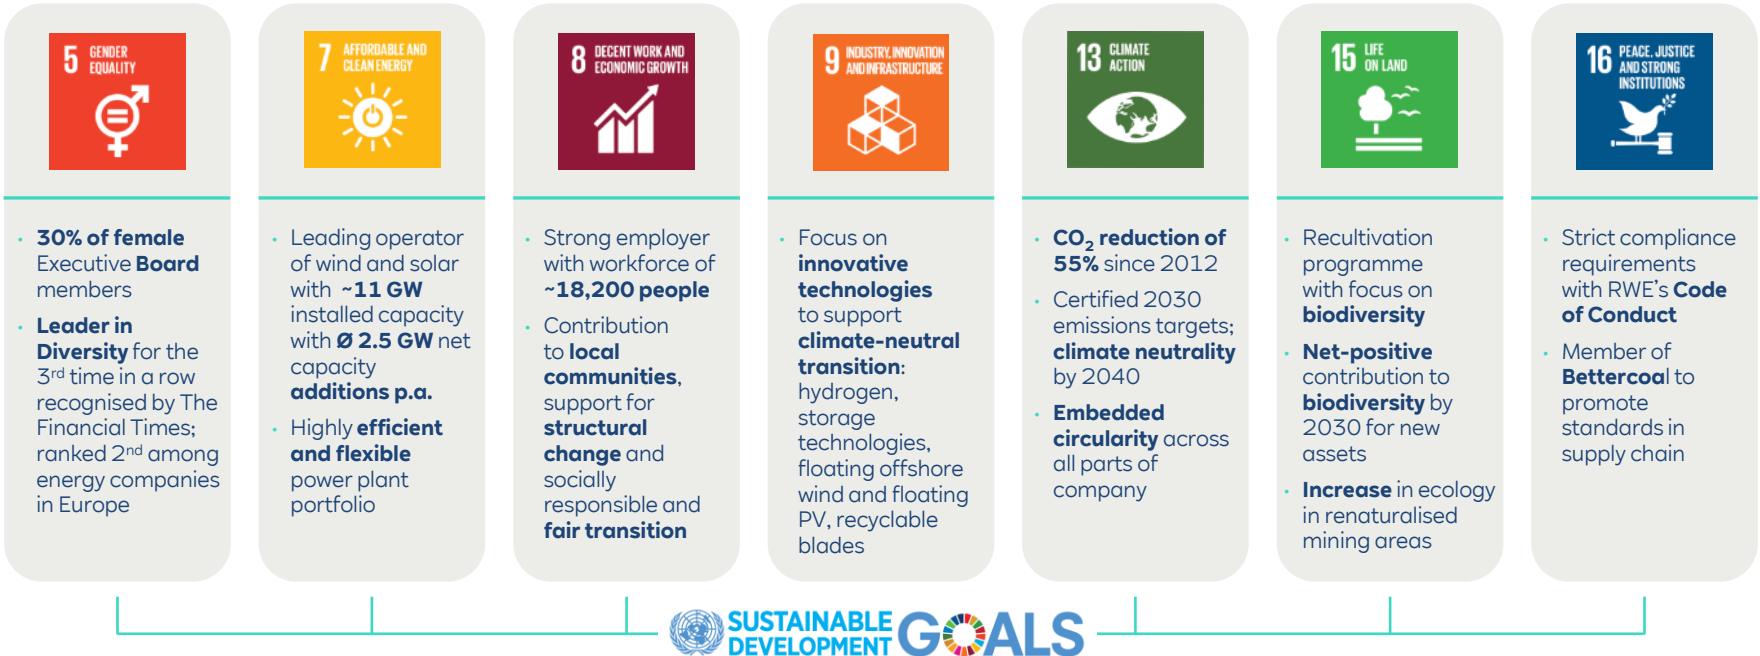 5 GENDER
EQUALITY
30% of female
Executive Board
members
Leader in
Diversity for the
3rd time in a row
recognised by The
Financial Times;
ranked 2nd among
energy companies
in Europe
7 AFFORDABLE AND
CLEAN ENERGY
Leading operator
of wind and solar
with ~11 GW
installed capacity
with Ø 2.5 GW net
capacity
additions p.a.
Highly efficient
and flexible
power plant
portfolio
8 DECENT WORK AND
ECONOMIC GROWTH
Strong employer
with workforce of
~18,200 people
Contribution
to local
communities,
support for
structural
change and
socially
responsible and
fair transition
9 INDUSTRY, INNOVATION
AND INFRASTRUCTURE
Focus on
innovative
technologies
to support
climate-neutral
transition:
hydrogen,
storage
technologies,
floating offshore
wind and floating
PV, recyclable
blades
13 CLIMATE
ACTION
CO2 reduction of
55% since 2012
Certified 2030
emissions targets;
climate neutrality
by 2040
Embedded
circularity across
all parts of
company
15 LIFE
ON LAND
Recultivation
programme
with focus on
biodiversity
Net-positive
contribution to
biodiversity by
2030 for new
assets
Increase in ecology
in renaturalised
mining areas
16 PEACE, JUSTICE
AND STRONG
INSTITUTIONS
Strict compliance
requirements
with RWE's Code
of Conduct
Member of
Bettercoal to
promote
standards in
supply chain
SUSTAINABLE
DEVELOPMENT
GOALS